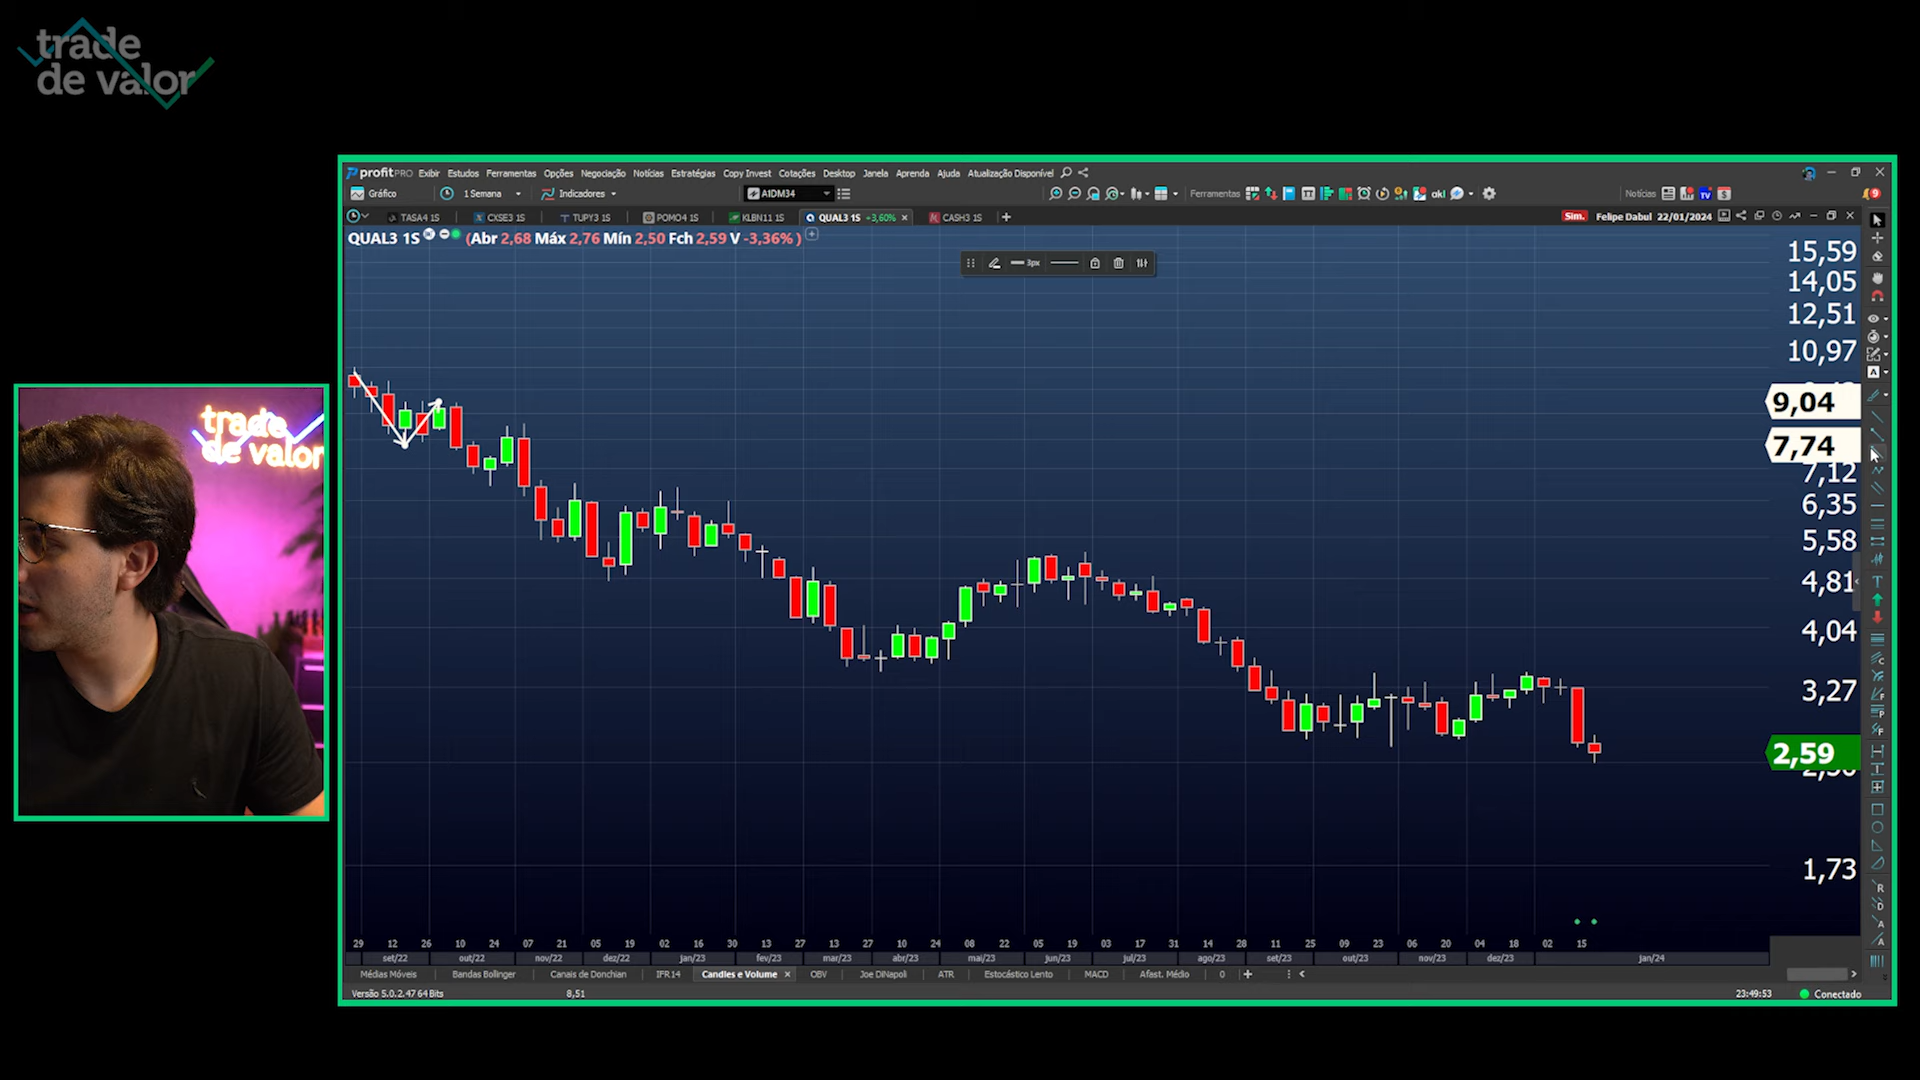 trade
de valor
profitPRO Exibir Estudos Ferramentas Opções Negociação Notícias Estratégias Copy Invest Cotações Desktop Janela Aprenda Ajuda Atualização Disponível
Gráfico 1 Semana Indicadores AIDM34 Ferramentas Notícias 9
TASA4 1S CXSE3 1S TUPY3 1S POMO4 1S KLBN11 1S QUAL3 1S +3,60% CASH3 1S Sim. Felipe Dabul 22/01/2024
QUAL3 1S (Abr 2,68 Máx 2,76 Mín 2,50 Fch 2,59 V -3,36% )
3px
15,59
14,05
12,51
10,97
9,04
7,74
7,12
6,35
5,58
4,81
4,04
3,27
2,59
1,73
trade
de valor
29 12 26 10 24 07 21 05 19 02 16 30 13 27 13 27 10 24 08 22 05 19 03 17 31 14 28 11 25 09 23 06 20 04 18 02 15
set/22 out/22 nov/22 dez/22 jan/23 fev/23 mar/23 abr/23 mai/23 jun/23 jul/23 ago/23 set/23 out/23 nov/23 dez/23 jan/24
Médias Móveis Bandas Bollinger Canais de Donchian IFR14 Candles e Volume OBV Joe DiNapoli ATR Estocástico Lento MACD Afast. Médio 0
Versão 5.0.2.47 64 Bits 8,51 23:49:53 Conectado